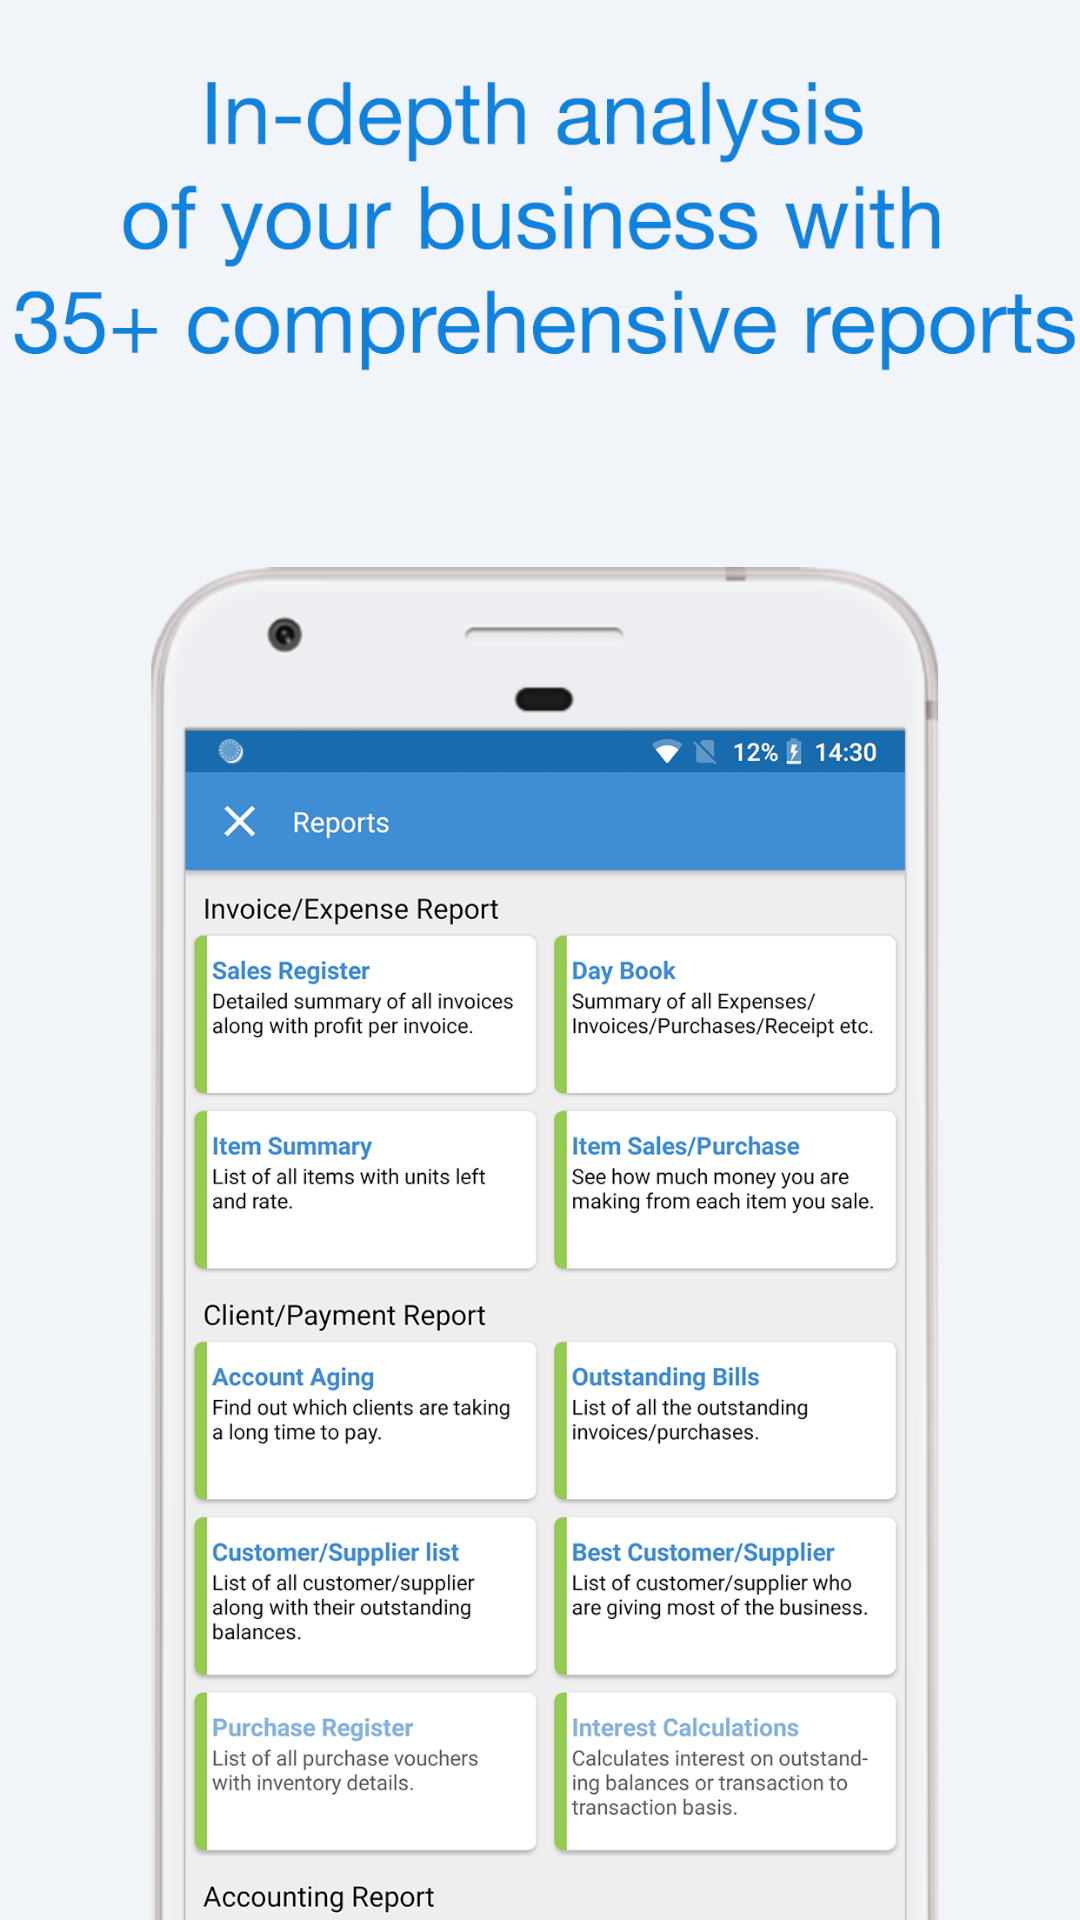 In-depth analysis
of your business with
35+ comprehensive reports
12% 14:30
Reports
Invoice/Expense Report
Sales Register
Detailed summary of all invoices
along with profit per invoice.
Day Book
Summary of all Expenses/
Invoices/Purchases/Receipt etc.
Item Summary
List of all items with units left
and rate.
Item Sales/Purchase
See how much money you are
making from each item you sale.
Client/Payment Report
Account Aging
Find out which clients are taking
a long time to pay.
Outstanding Bills
List of all the outstanding
invoices/purchases.
Customer/Supplier list
List of all customer/supplier
along with their outstanding
balances.
Best Customer/Supplier
List of customer/supplier who
are giving most of the business.
Purchase Register
List of all purchase vouchers
with inventory details.
Interest Calculations
Calculates interest on outstand-
ing balances or transaction to
transaction basis.
Accounting Report